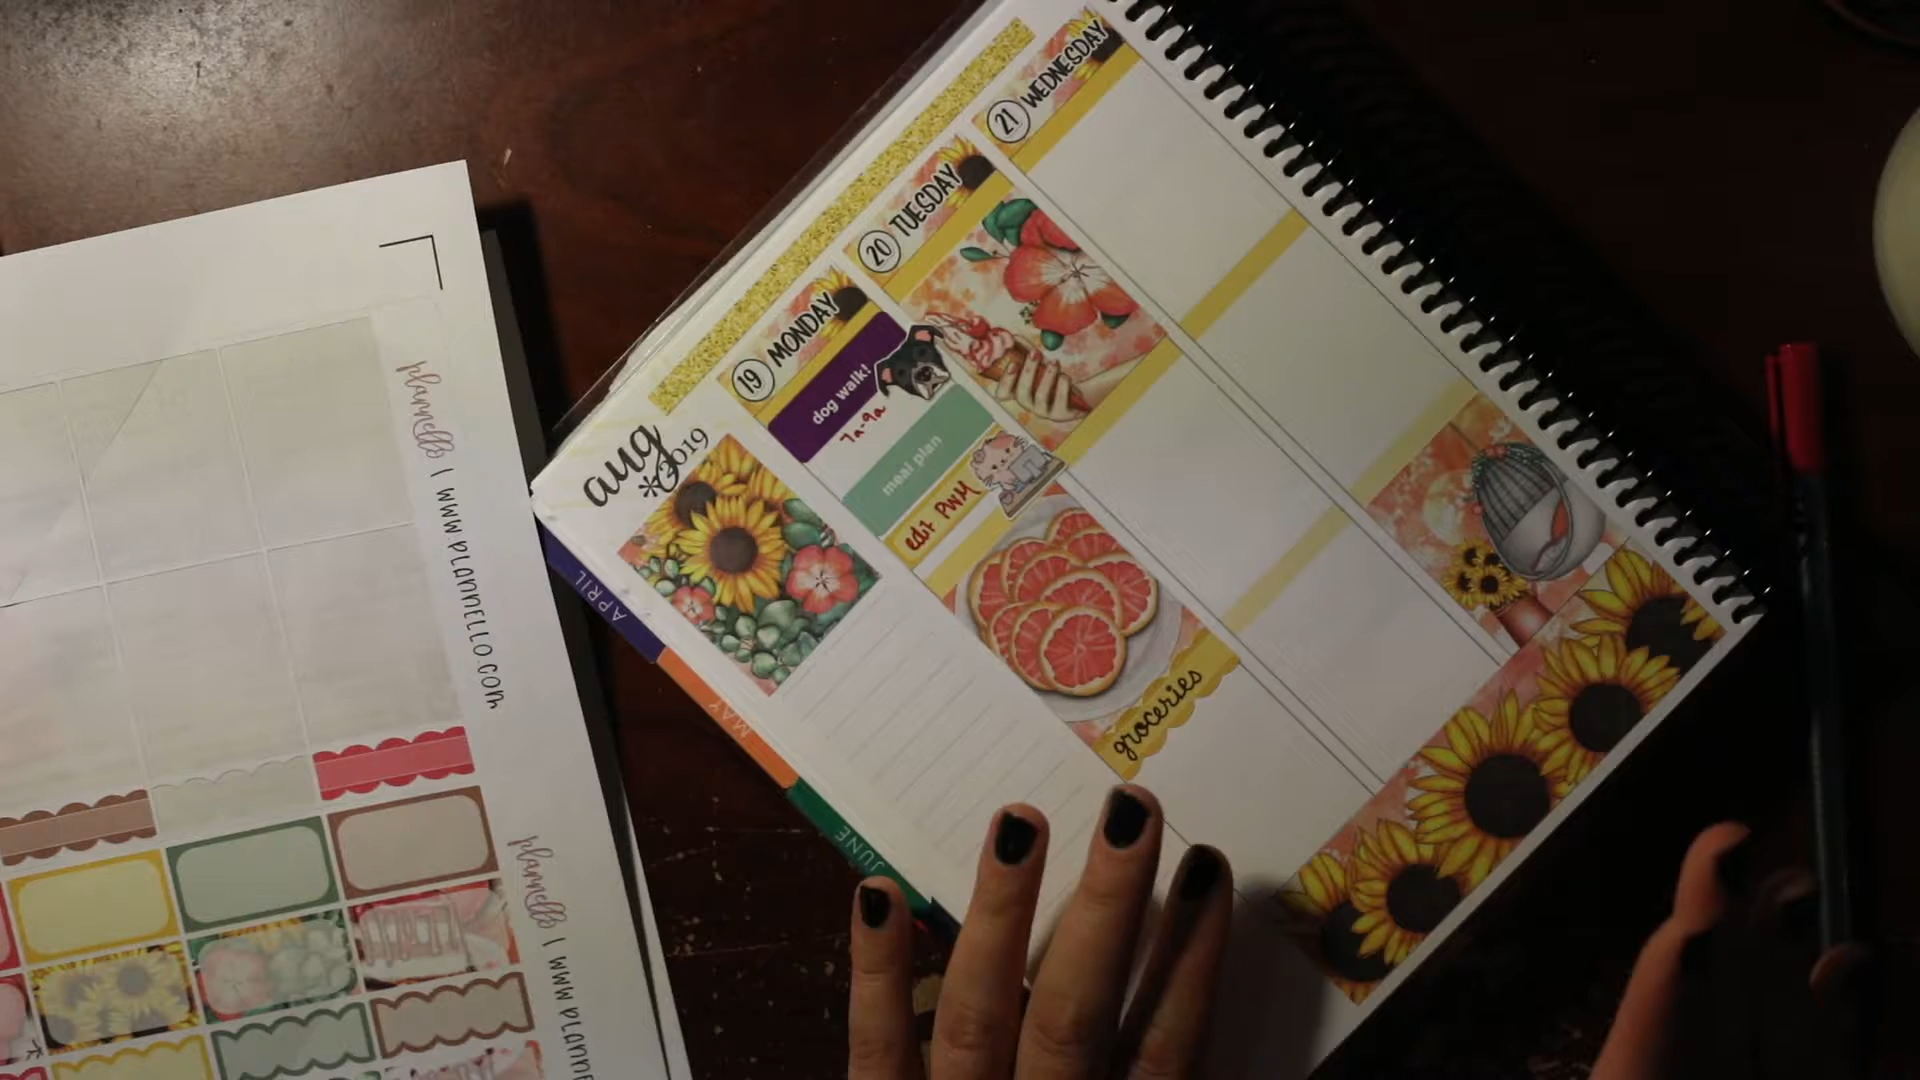 aug
*2019
19 MONDAY
dog walk!
7a-9a
meal plan
edit PWM
groceries
20 TUESDAY
21 WEDNESDAY
APRIL
MAY
JUNE
plannello | www.plannello.com
plannello | www.planne